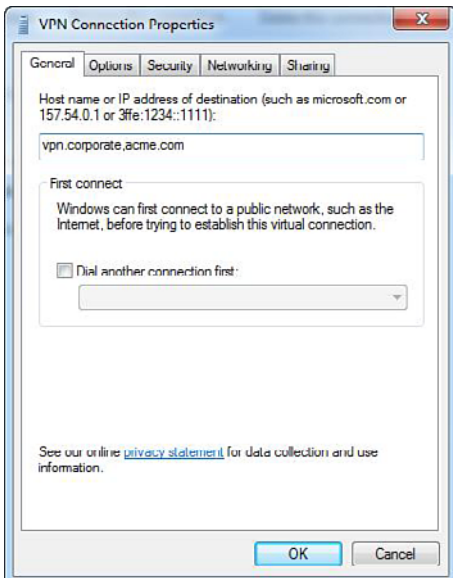 VPN Connection Properties
General Options Security Networking Sharing
Host name or IP address of destination (such as microsoft.com or
157.54.0.1 or 3ffe:1234::1111):
vpn.corporate,acme.com
First connect
Windows can first connect to a public network, such as the
Internet, before trying to establish this virtual connection.
Dial another connection first:
See our online privacy statement for data collection and use
information.
OK Cancel